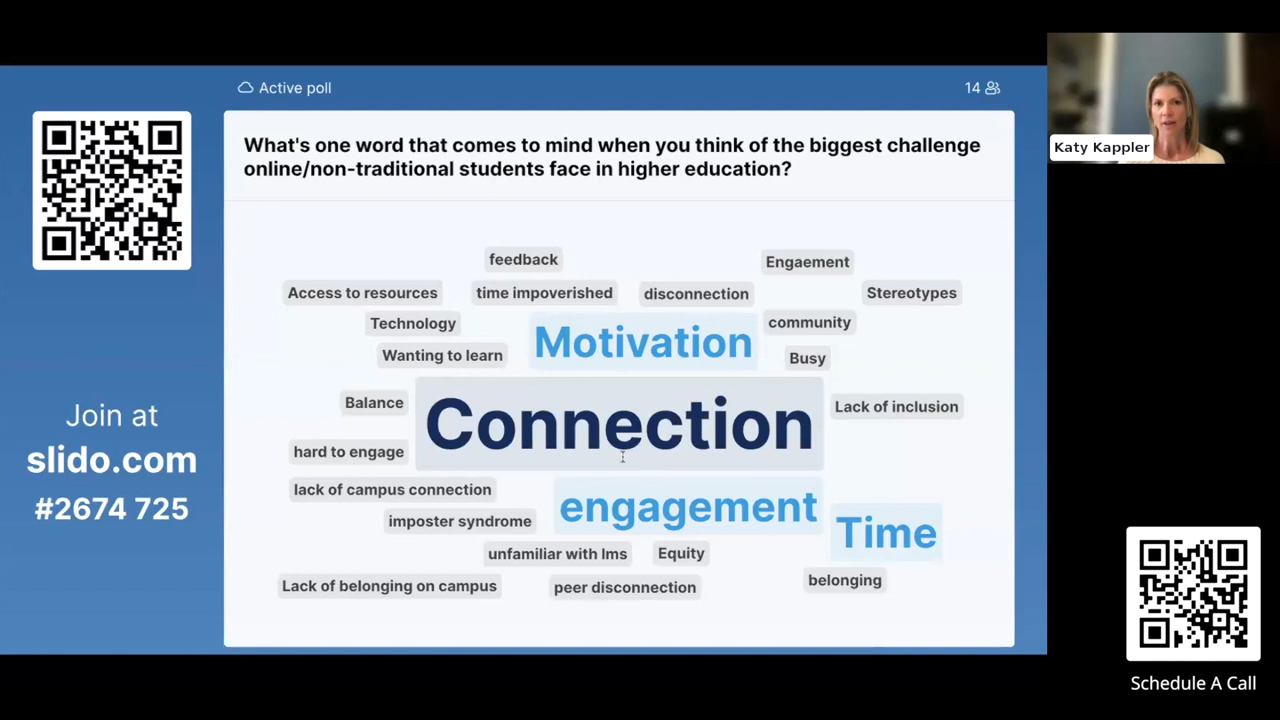 Active poll
14
What's one word that comes to mind when you think of the biggest challenge
online/non-traditional students face in higher education?
feedback
Engaement
Access to resources
time impoverished
disconnection
Stereotypes
Technology
Motivation
community
Wanting to learn
Busy
Balance
Connection
Lack of inclusion
hard to engage
lack of campus connection
engagement
Time
imposter syndrome
unfamiliar with lms
Equity
Lack of belonging on campus
peer disconnection
belonging
Join at
slido.com
#2674 725
Katy Kappler
Schedule A Call